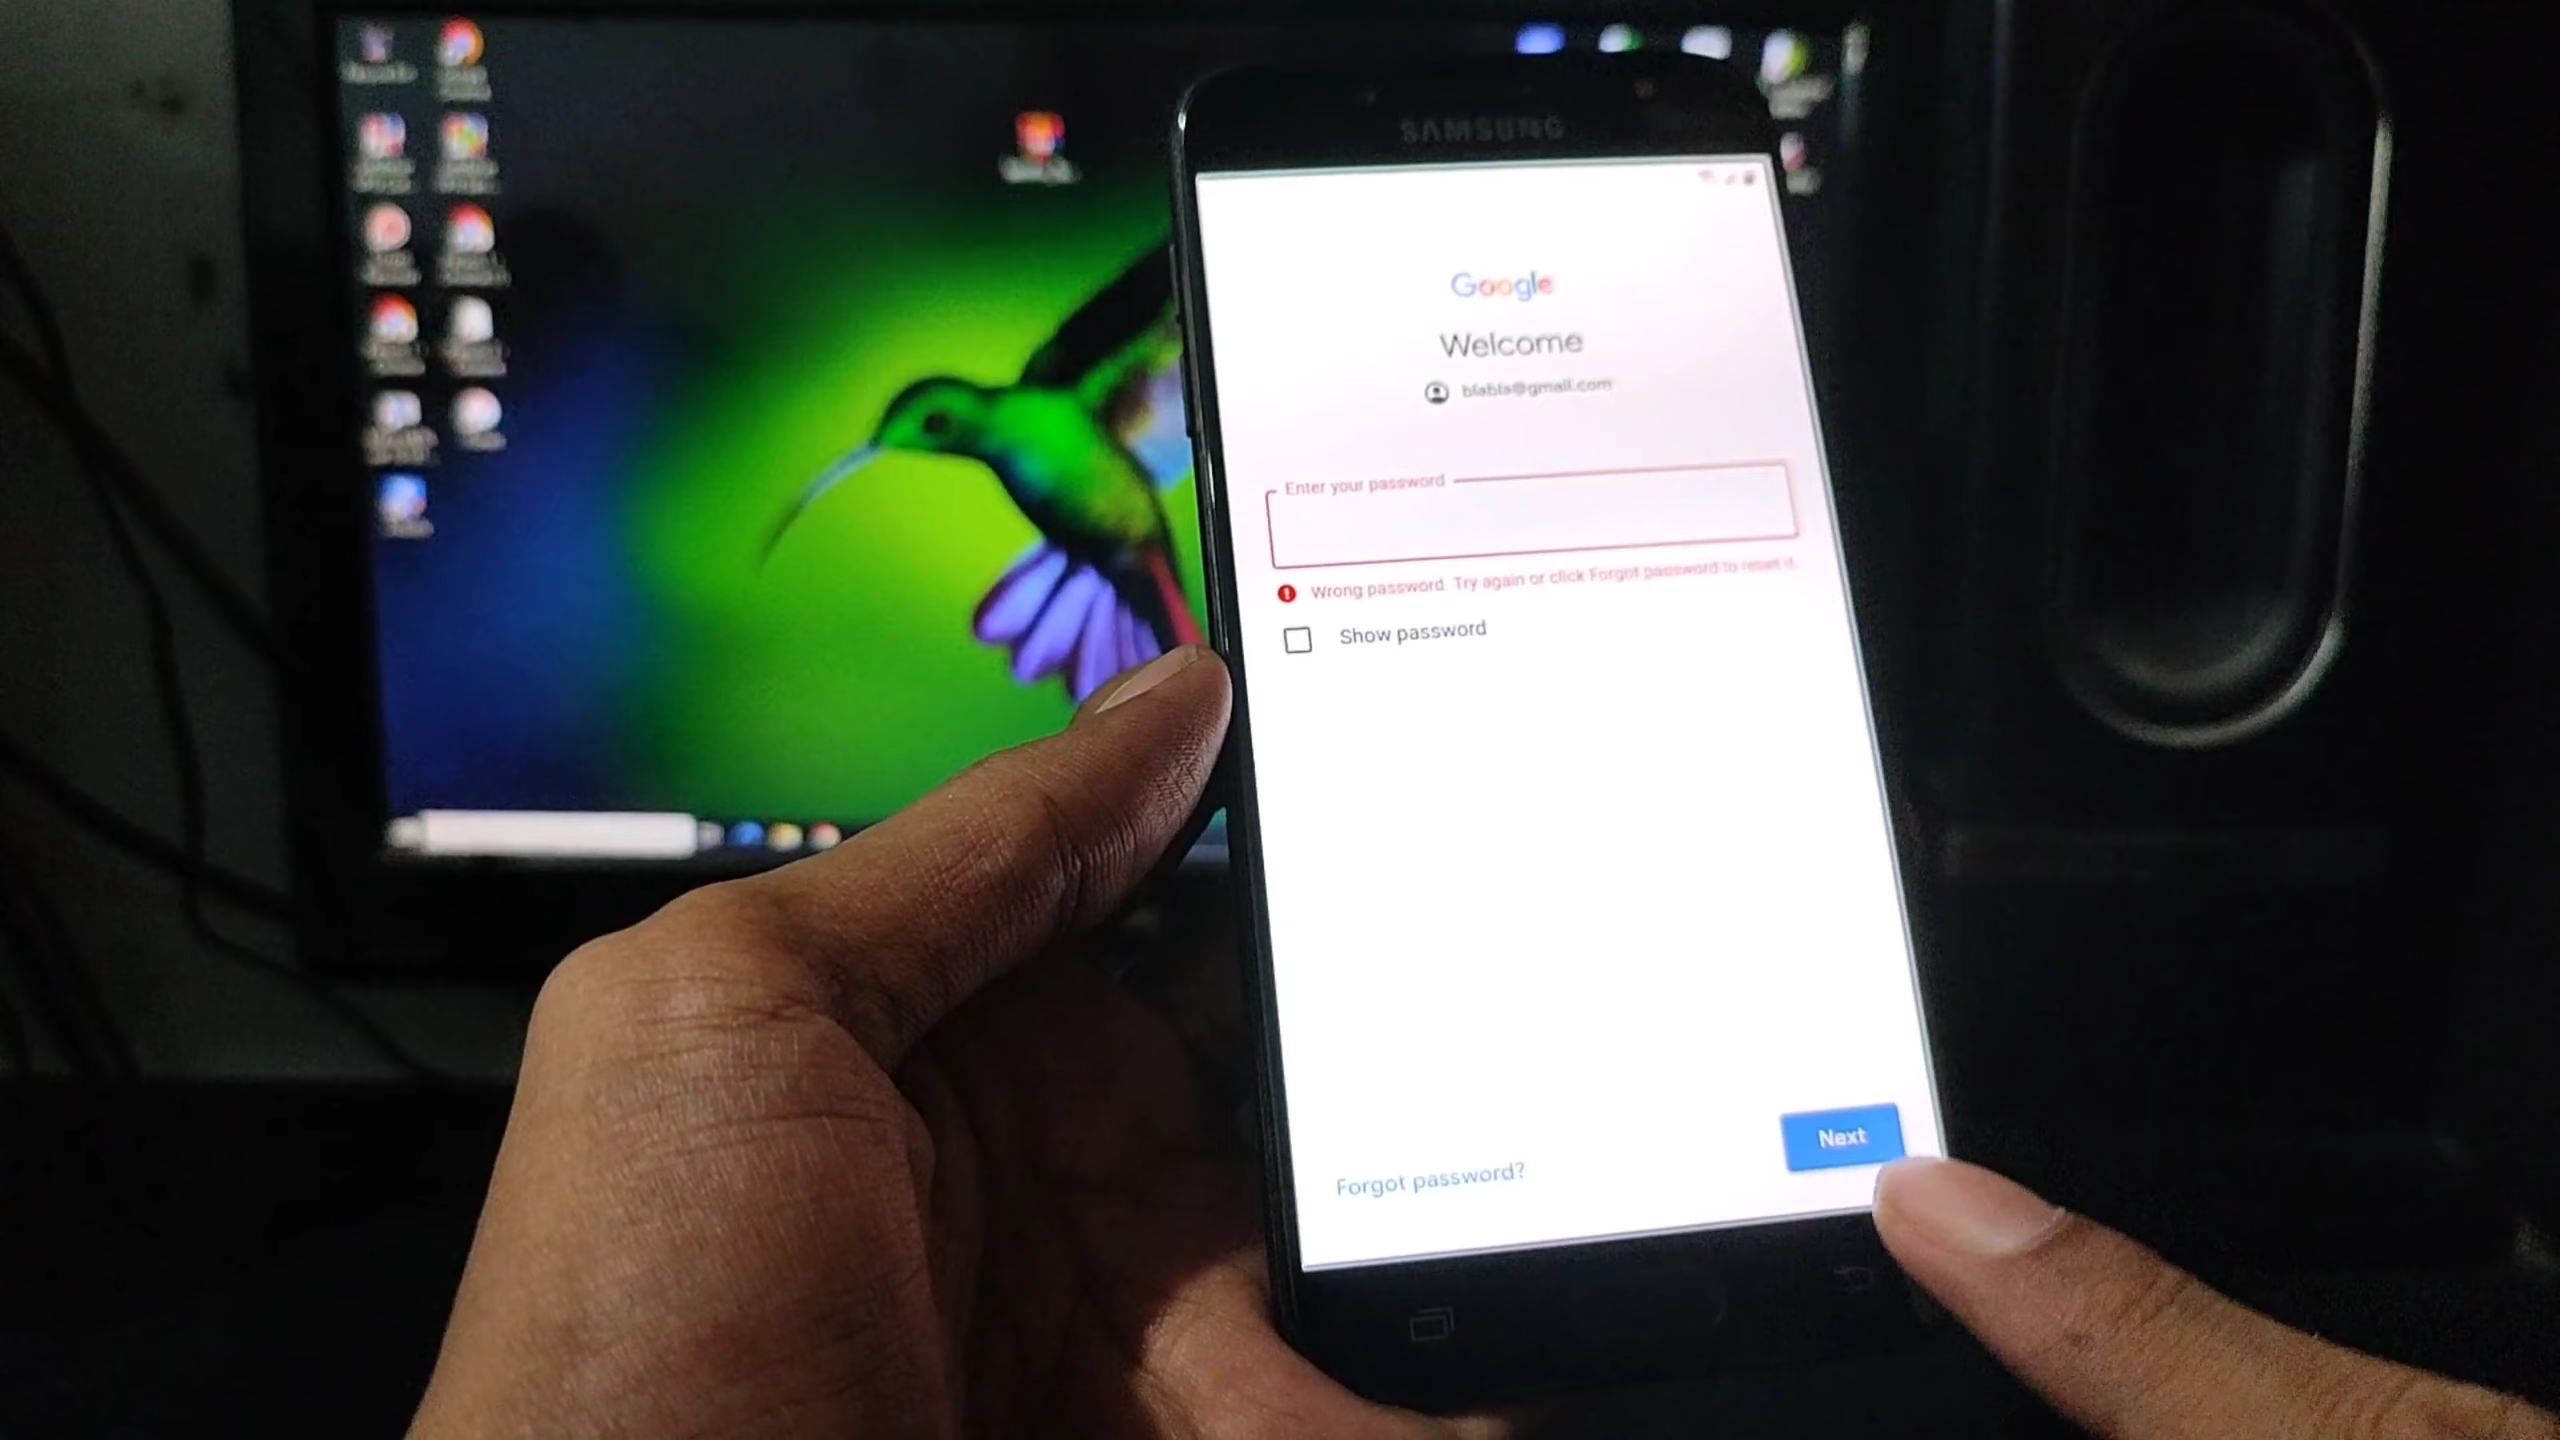 SAMSUNG
Google
Welcome
blabla@gmail.com
Enter your password
Wrong password. Try again or click Forgot password to reset it.
Show password
Next
Forgot password?